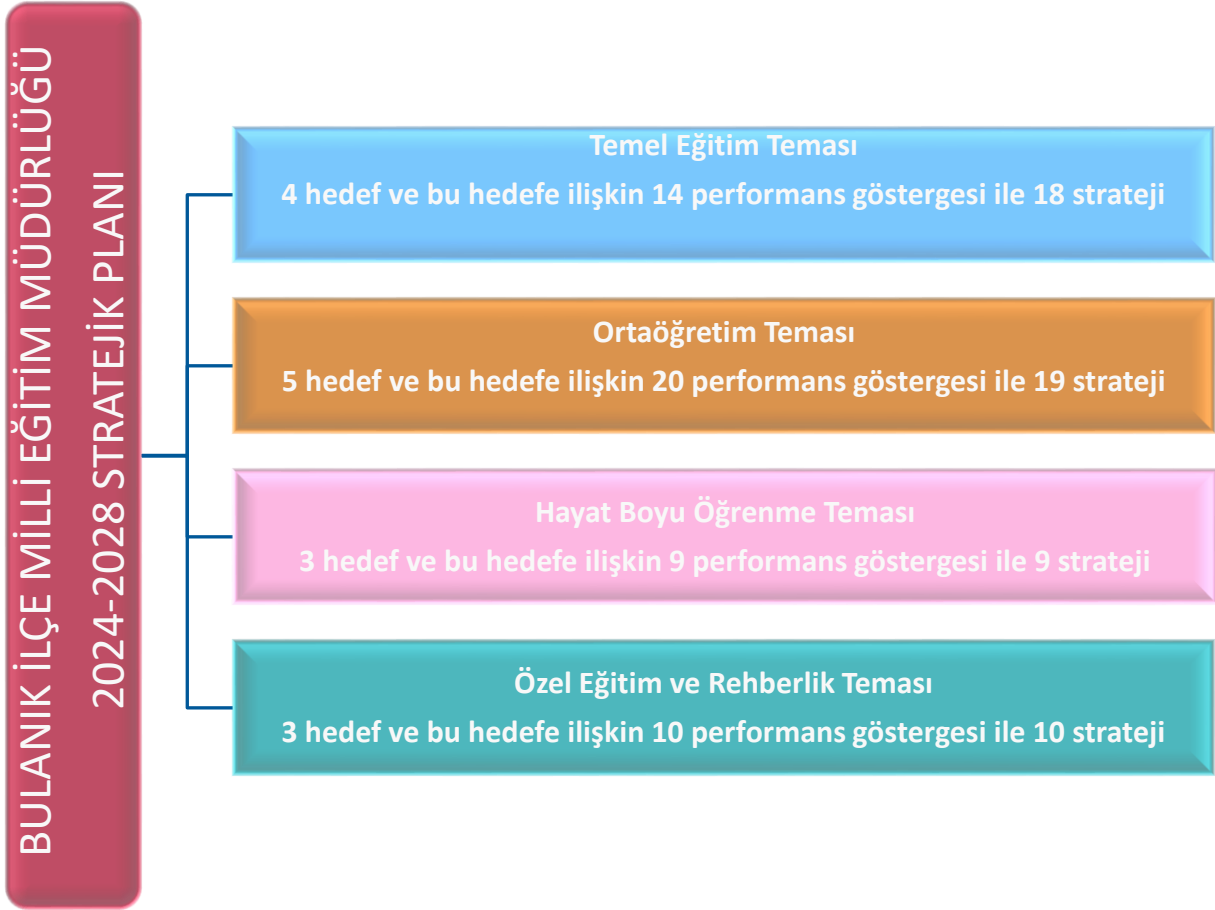 BULANIK İLÇE MİLLİ EĞİTİM MÜDÜRLÜĞÜ
2024-2028 STRATEJİK PLANI
Temel Eğitim Teması
4 hedef ve bu hedefe ilişkin 14 performans göstergesi ile 18 strateji
Ortaöğretim Teması
5 hedef ve bu hedefe ilişkin 20 performans göstergesi ile 19 strateji
Hayat Boyu Öğrenme Teması
3 hedef ve bu hedefe ilişkin 9 performans göstergesi ile 9 strateji
Özel Eğitim ve Rehberlik Teması
3 hedef ve bu hedefe ilişkin 10 performans göstergesi ile 10 strateji